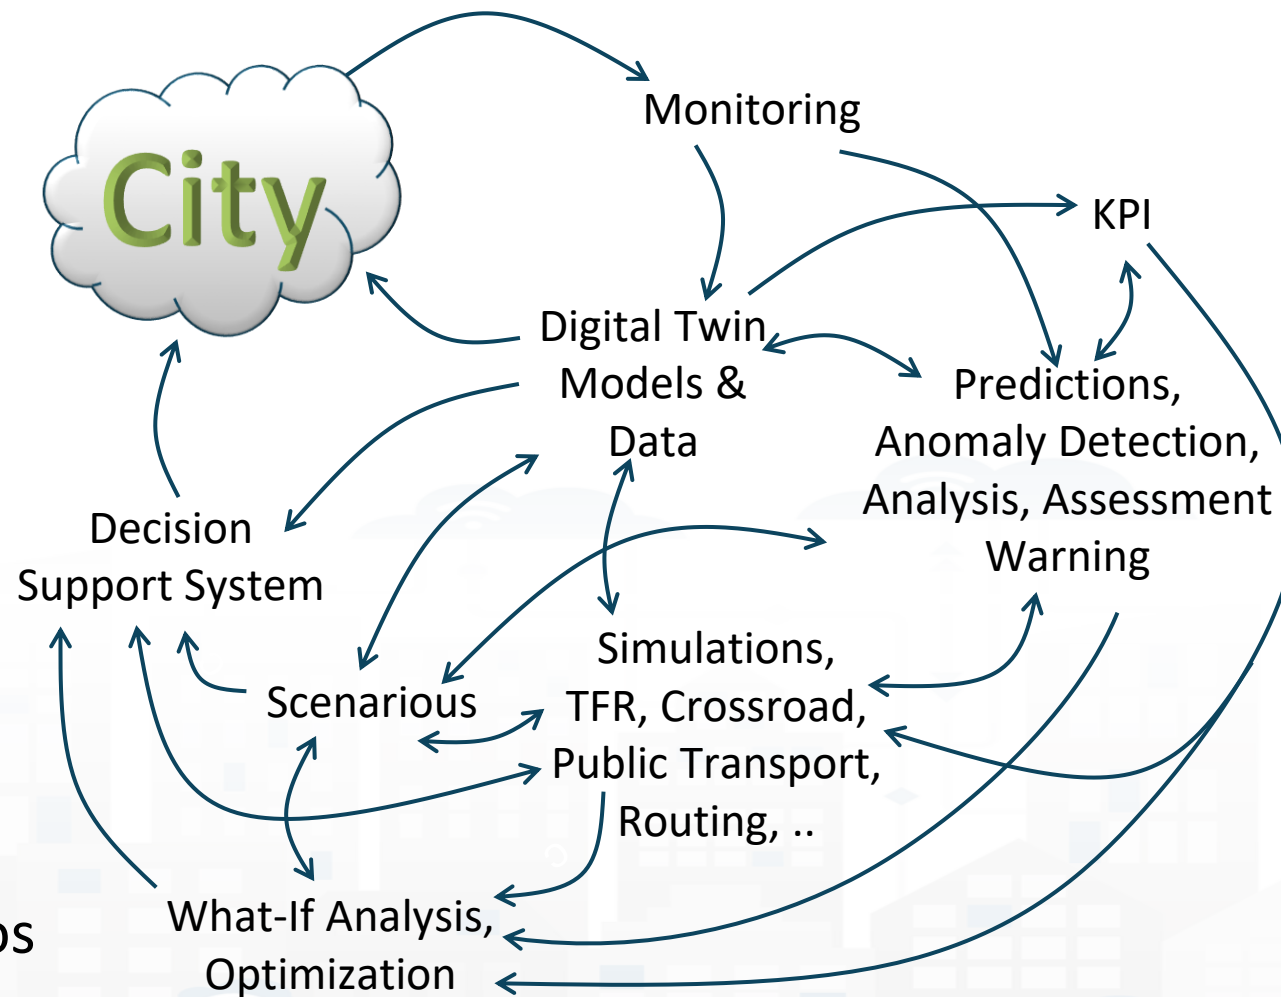 City
Monitoring
KPI
Digital Twin
Models &
Data
Predictions,
Anomaly Detection,
Analysis, Assessment
Warning
Decision
Support System
Scenarious
Simulations,
TFR, Crossroad,
Public Transport,
Routing, ..
What-If Analysis,
Optimization